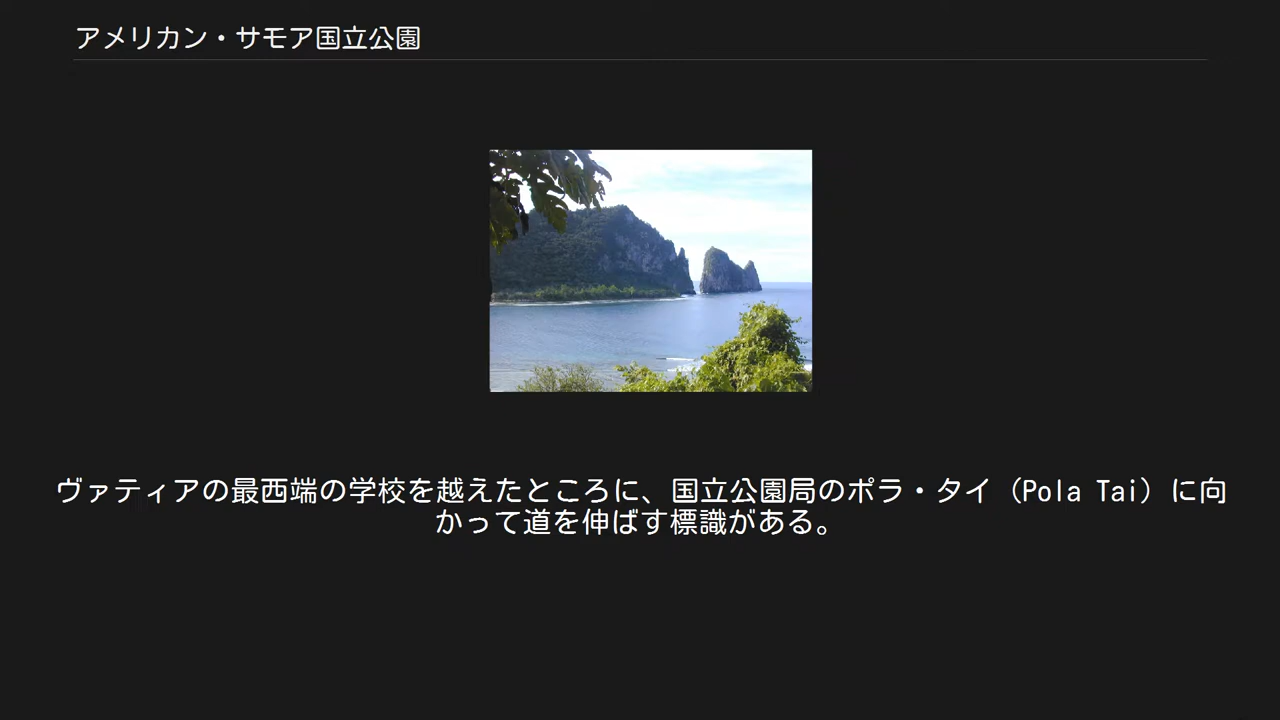 アメリカン・サモア国立公園
ヴァティアの最西端の学校を越えたところに、国立公園局のポラ・タイ（Pola Tai）に向
かって道を伸ばす標識がある。